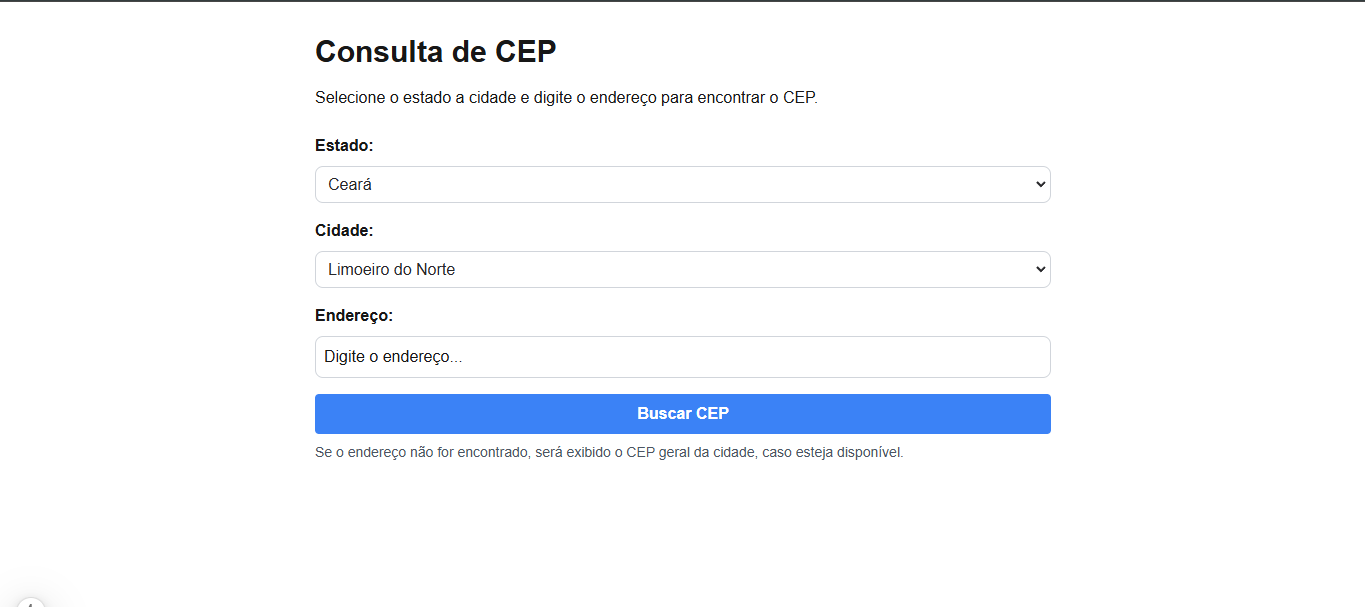 Consulta de CEP
Selecione o estado a cidade e digite o endereço para encontrar o CEP.
Estado:
Ceará
Cidade:
Limoeiro do Norte
Endereço:
Digite o endereço...
Buscar CEP
Se o endereço não for encontrado, será exibido o CEP geral da cidade, caso esteja disponível.